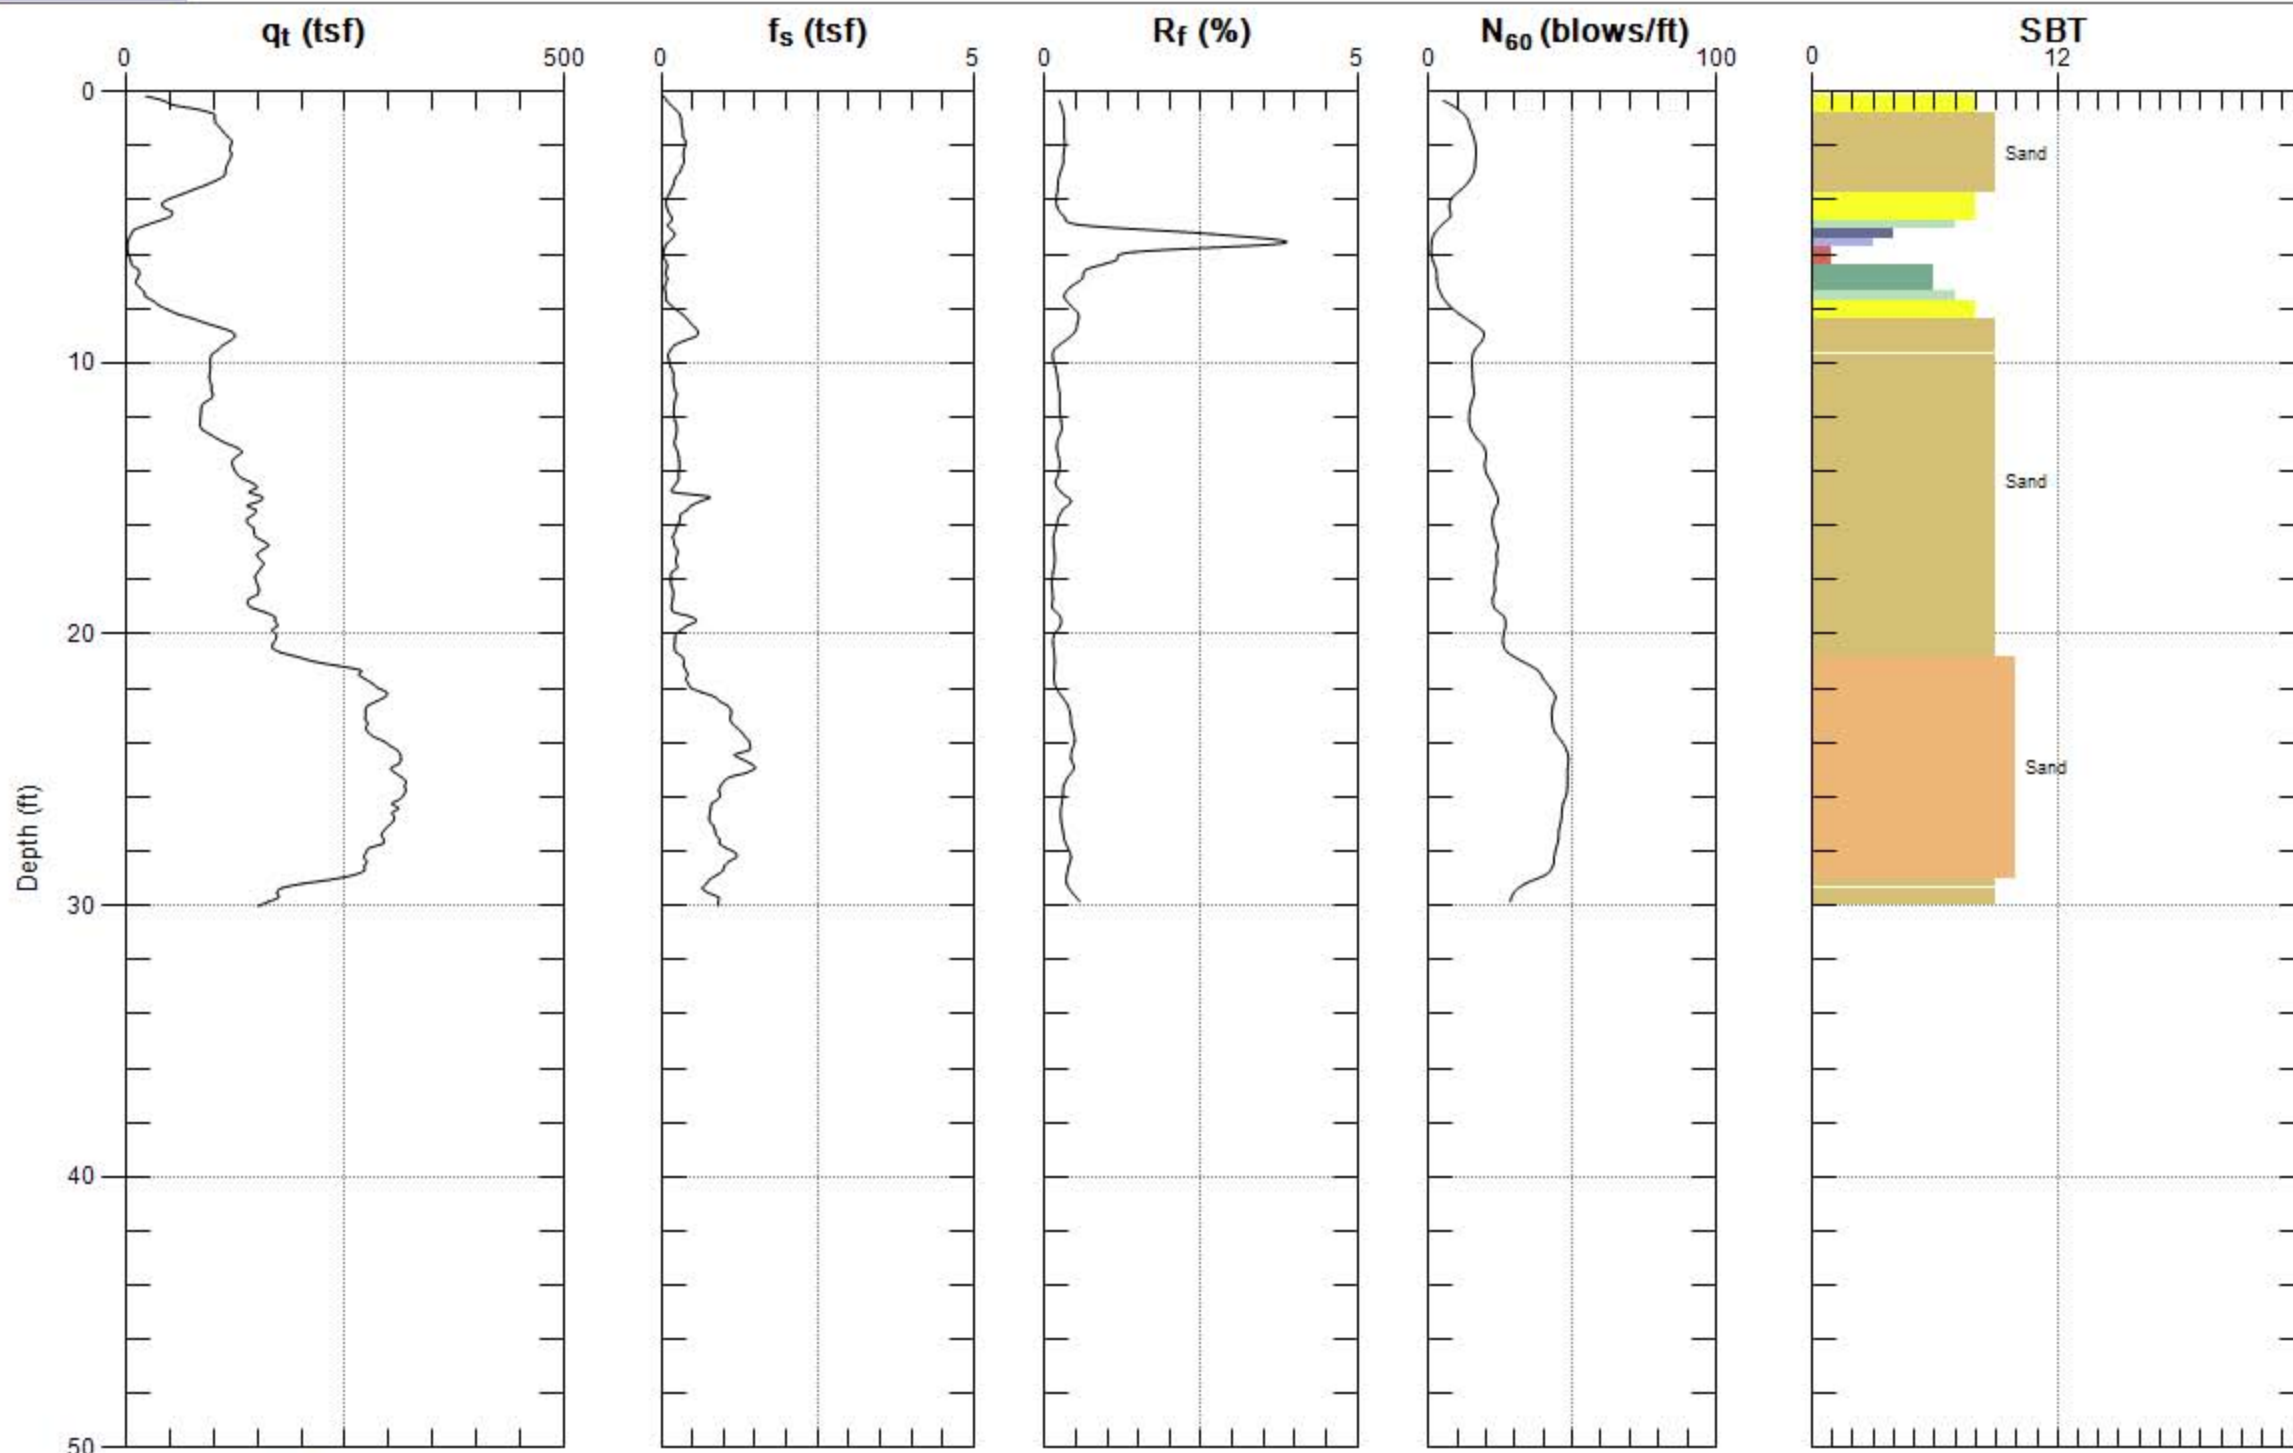 qt (tsf) fs (tsf) Rf (%) N60 (blows/ft) SBT
0 500 0 5 0 5 0 100 0 12
0
Sand
10
Sand
20
Sand
Depth (ft)
30
40
50